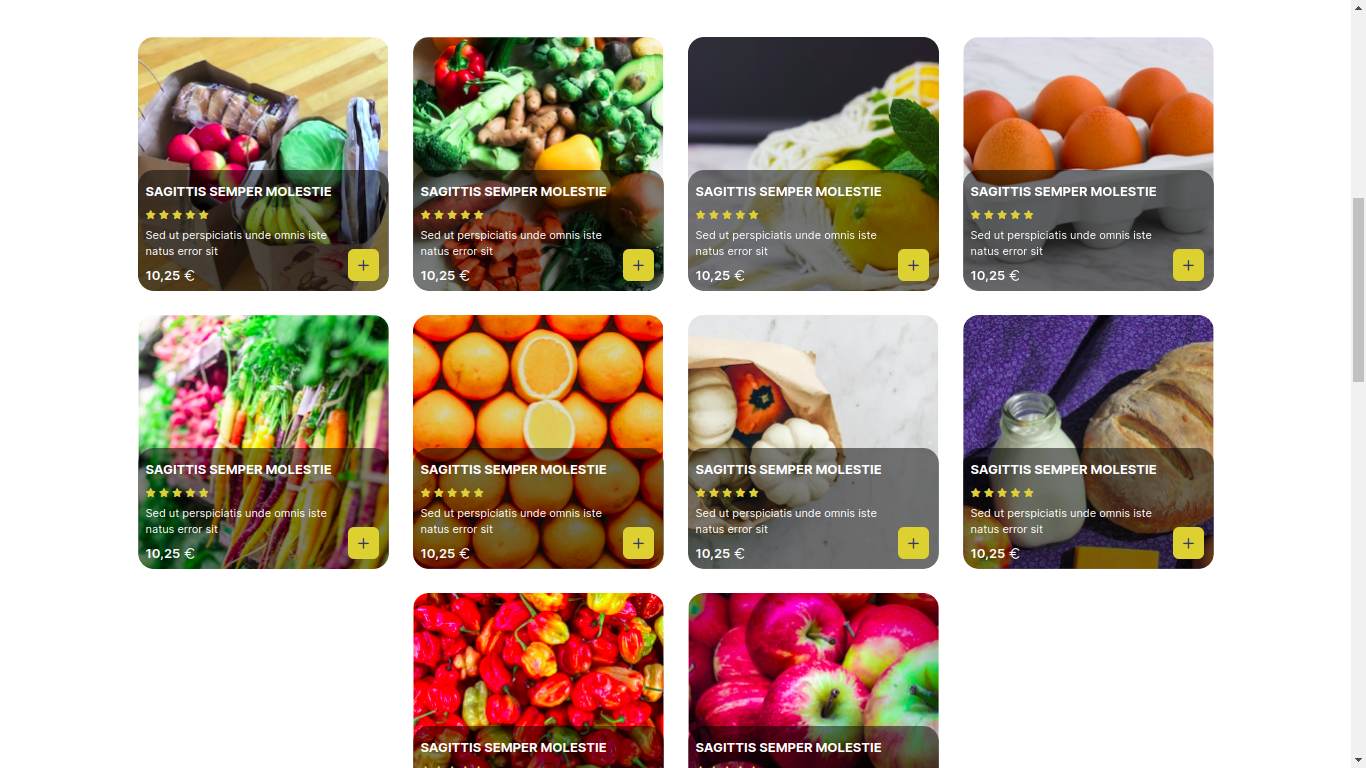 SAGITTIS SEMPER MOLESTIE
Sed ut perspiciatis unde omnis iste
natus error sit
10,25 €
SAGITTIS SEMPER MOLESTIE
Sed ut perspiciatis unde omnis iste
natus error sit
10,25 €
SAGITTIS SEMPER MOLESTIE
Sed ut perspiciatis unde omnis iste
natus error sit
10,25 €
SAGITTIS SEMPER MOLESTIE
Sed ut perspiciatis unde omnis iste
natus error sit
10,25 €
SAGITTIS SEMPER MOLESTIE
Sed ut perspiciatis unde omnis iste
natus error sit
10,25 €
SAGITTIS SEMPER MOLESTIE
Sed ut perspiciatis unde omnis iste
natus error sit
10,25 €
SAGITTIS SEMPER MOLESTIE
Sed ut perspiciatis unde omnis iste
natus error sit
10,25 €
SAGITTIS SEMPER MOLESTIE
Sed ut perspiciatis unde omnis iste
natus error sit
10,25 €
SAGITTIS SEMPER MOLESTIE
SAGITTIS SEMPER MOLESTIE